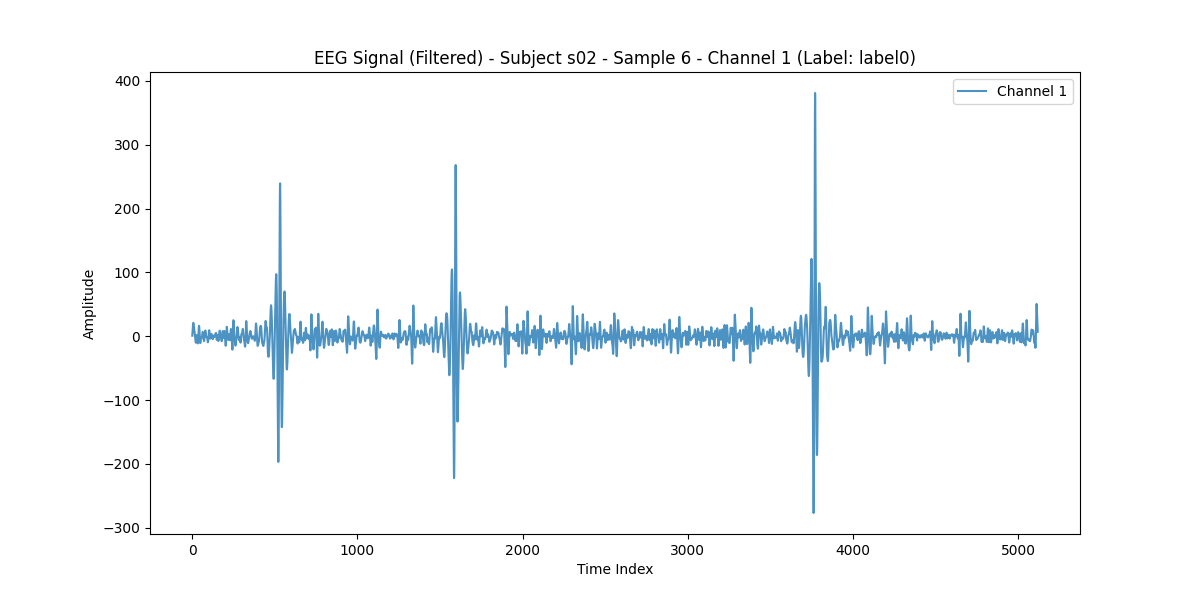 EEG Signal (Filtered) - Subject s02 - Sample 6 - Channel 1 (Label: label0)
Channel 1
400
300
200
100
0
−100
−200
−300
Amplitude
0 1000 2000 3000 4000 5000
Time Index